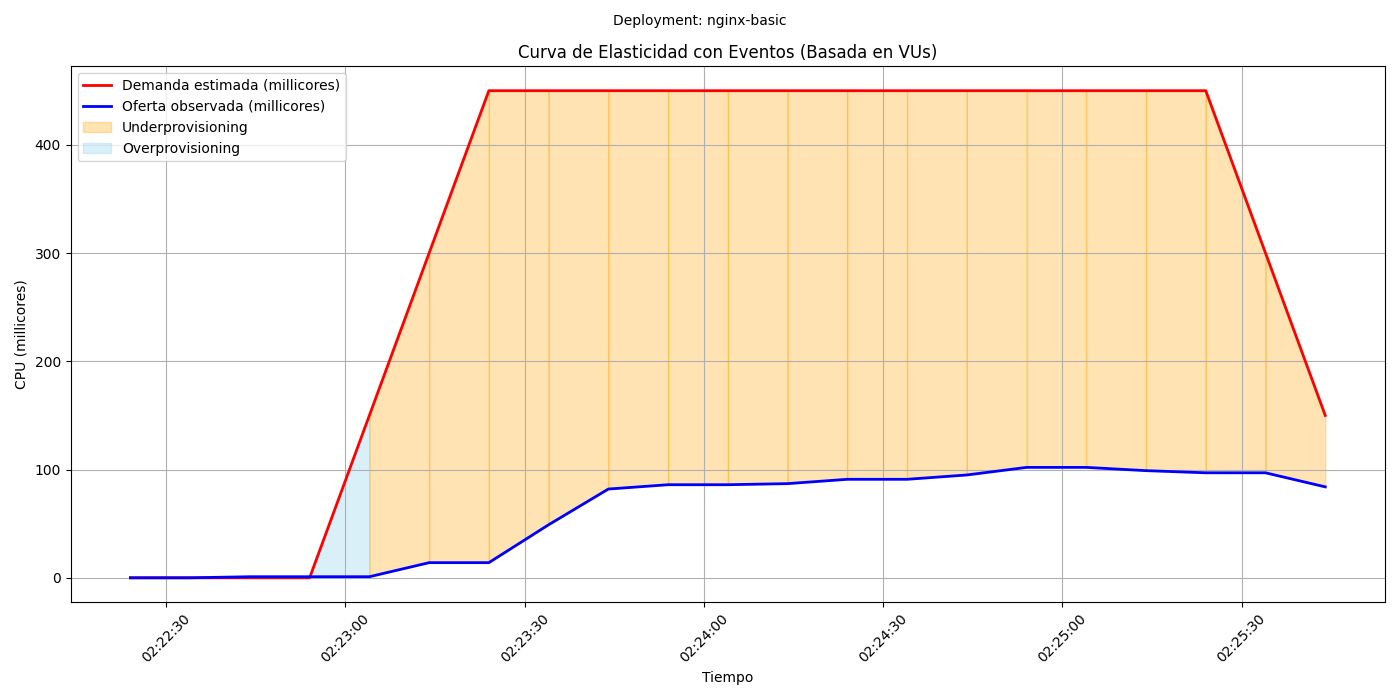 Deployment: nginx-basic
Curva de Elasticidad con Eventos (Basada en VUs)
Demanda estimada (millicores)
Oferta observada (millicores)
Underprovisioning
Overprovisioning
CPU (millicores)
400
300
200
100
0
02:22:30
02:23:00
02:23:30
02:24:00
02:24:30
02:25:00
02:25:30
Tiempo